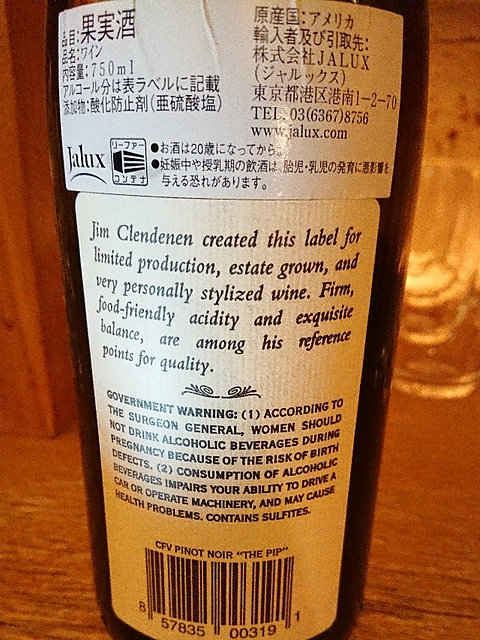 品目:果実酒
品名:ワイン
内容量:750ml
アルコール分は表ラベルに記載
添加物:酸化防止剤(亜硫酸塩)
原産国:アメリカ
輸入者及び引取先:
株式会社JALUX
(ジャルックス)
東京都港区港南1-2-70
TEL:03(6367)8756
www.jalux.com
Jalux
リーファー
コンテナ
●お酒は20歳になってから。
●妊娠中や授乳期の飲酒は、胎児・乳児の発育に悪影響を
与える恐れがあります。
Jim Clendenen created this label for
limited production, estate grown, and
very personally stylized wine. Firm,
food-friendly acidity and exquisite
balance, are among his reference
points for quality.
GOVERNMENT WARNING: (1) ACCORDING TO
THE SURGEON GENERAL, WOMEN SHOULD
NOT DRINK ALCOHOLIC BEVERAGES DURING
PREGNANCY BECAUSE OF THE RISK OF BIRTH
DEFECTS. (2) CONSUMPTION OF ALCOHOLIC
BEVERAGES IMPAIRS YOUR ABILITY TO DRIVE A
CAR OR OPERATE MACHINERY, AND MAY CAUSE
HEALTH PROBLEMS. CONTAINS SULFITES.
CFV PINOT NOIR "THE PIP"
8 57835 00319 1